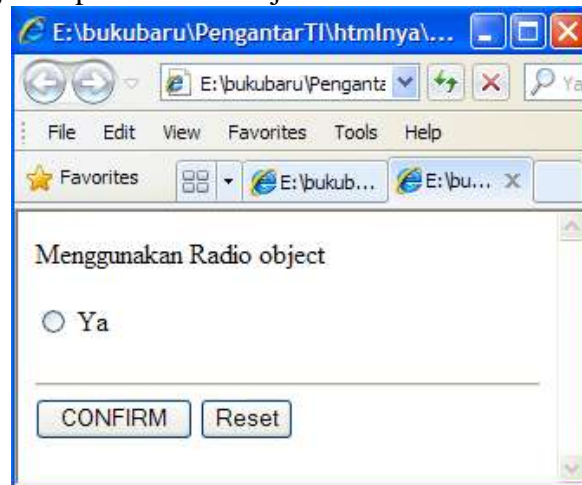 E:\bukubaru\PengantarTI\htmlnya\...
E:\bukubaru\Penganta
File Edit View Favorites Tools Help
Favorites E:\bukub... E:\bu...
Menggunakan Radio object
Ya
CONFIRM Reset